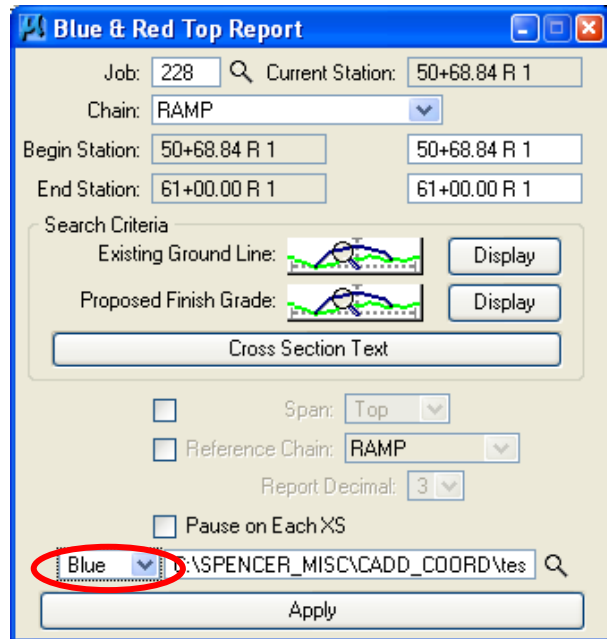 Blue & Red Top Report
Job: 228 Current Station: 50+68.84 R 1
Chain: RAMP
Begin Station: 50+68.84 R 1 50+68.84 R 1
End Station: 61+00.00 R 1 61+00.00 R 1
Search Criteria
Existing Ground Line: Display
Proposed Finish Grade: Display
Cross Section Text
Span: Top
Reference Chain: RAMP
Report Decimal: 3
Pause on Each XS
Blue C:\SPENCER_MISC\CADD_COORD\tes
Apply